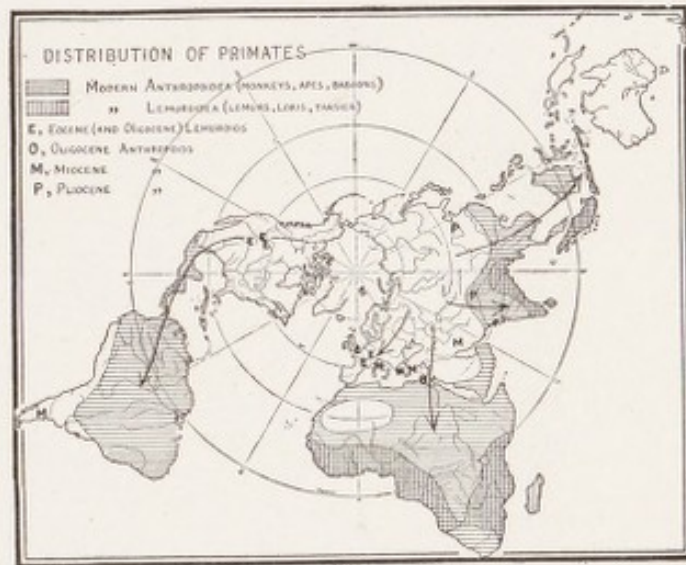 DISTRIBUTION OF PRIMATES
MODERN ANTHROPOIDEA (MONKEYS, APES, BABOONS)
„ LEMUROIDEA (LEMURS, LORIS, TARSIER)
E, EOCENE (AND OLIGOCENE) LEMUROIDS
O, OLIGOCENE ANTHROPOIDS
M, MIOCENE „
P, PLIOCENE „
P
E
M
M